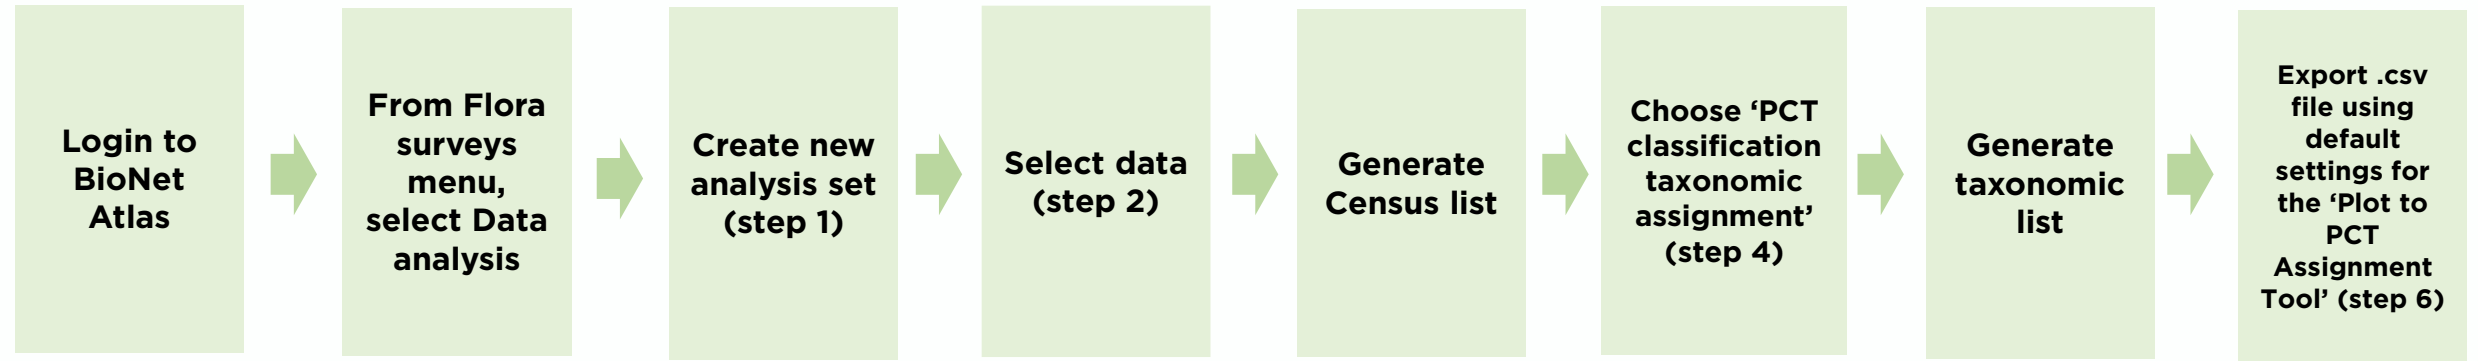 Login to
BioNet
Atlas
From Flora
surveys
menu,
select Data
analysis
Create new
analysis set
(step 1)
Select data
(step 2)
Generate
Census list
Choose ‘PCT
classification
taxonomic
assignment’
(step 4)
Generate
taxonomic
list
Export .csv
file using
default
settings for
the ‘Plot to
PCT
Assignment
Tool’ (step 6)